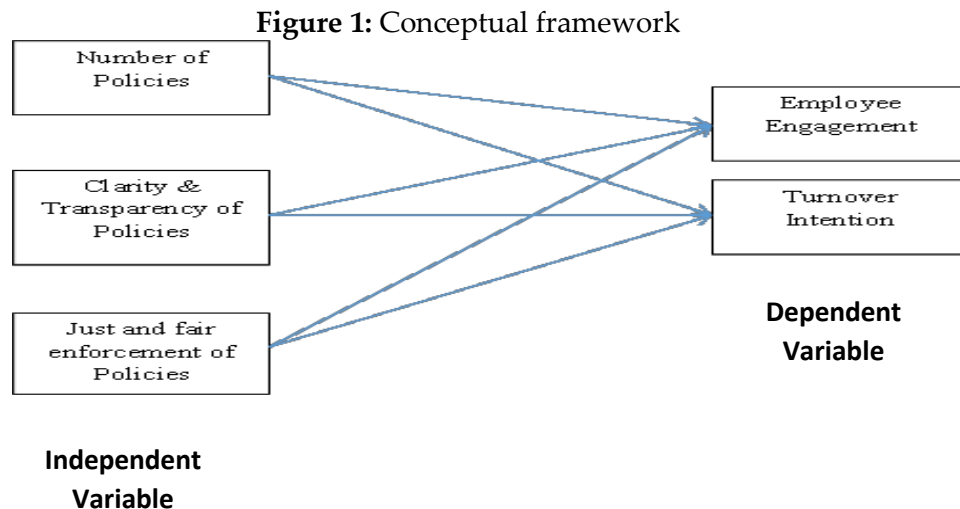 Figure 1: Conceptual framework
Number of
Policies
Employee
Engagement
Clarity &
Transparency of
Policies
Turnover
Intention
Just and fair
enforcement of
Policies
Dependent
Variable
Independent
Variable